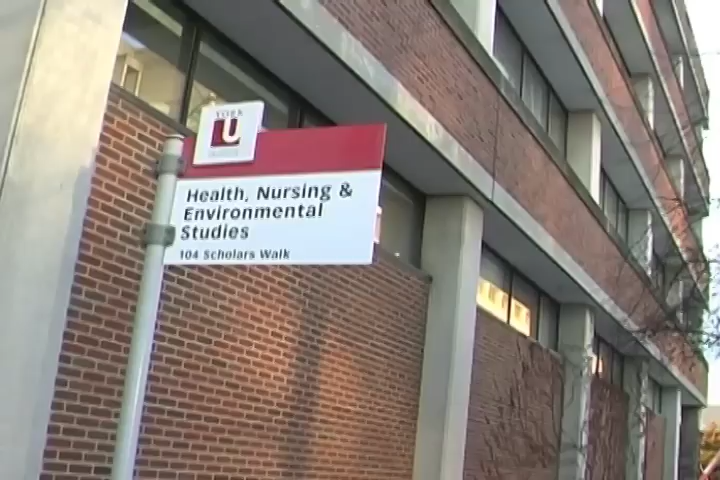 YORK
U
Health, Nursing &
Environmental
Studies
104 Scholars Walk